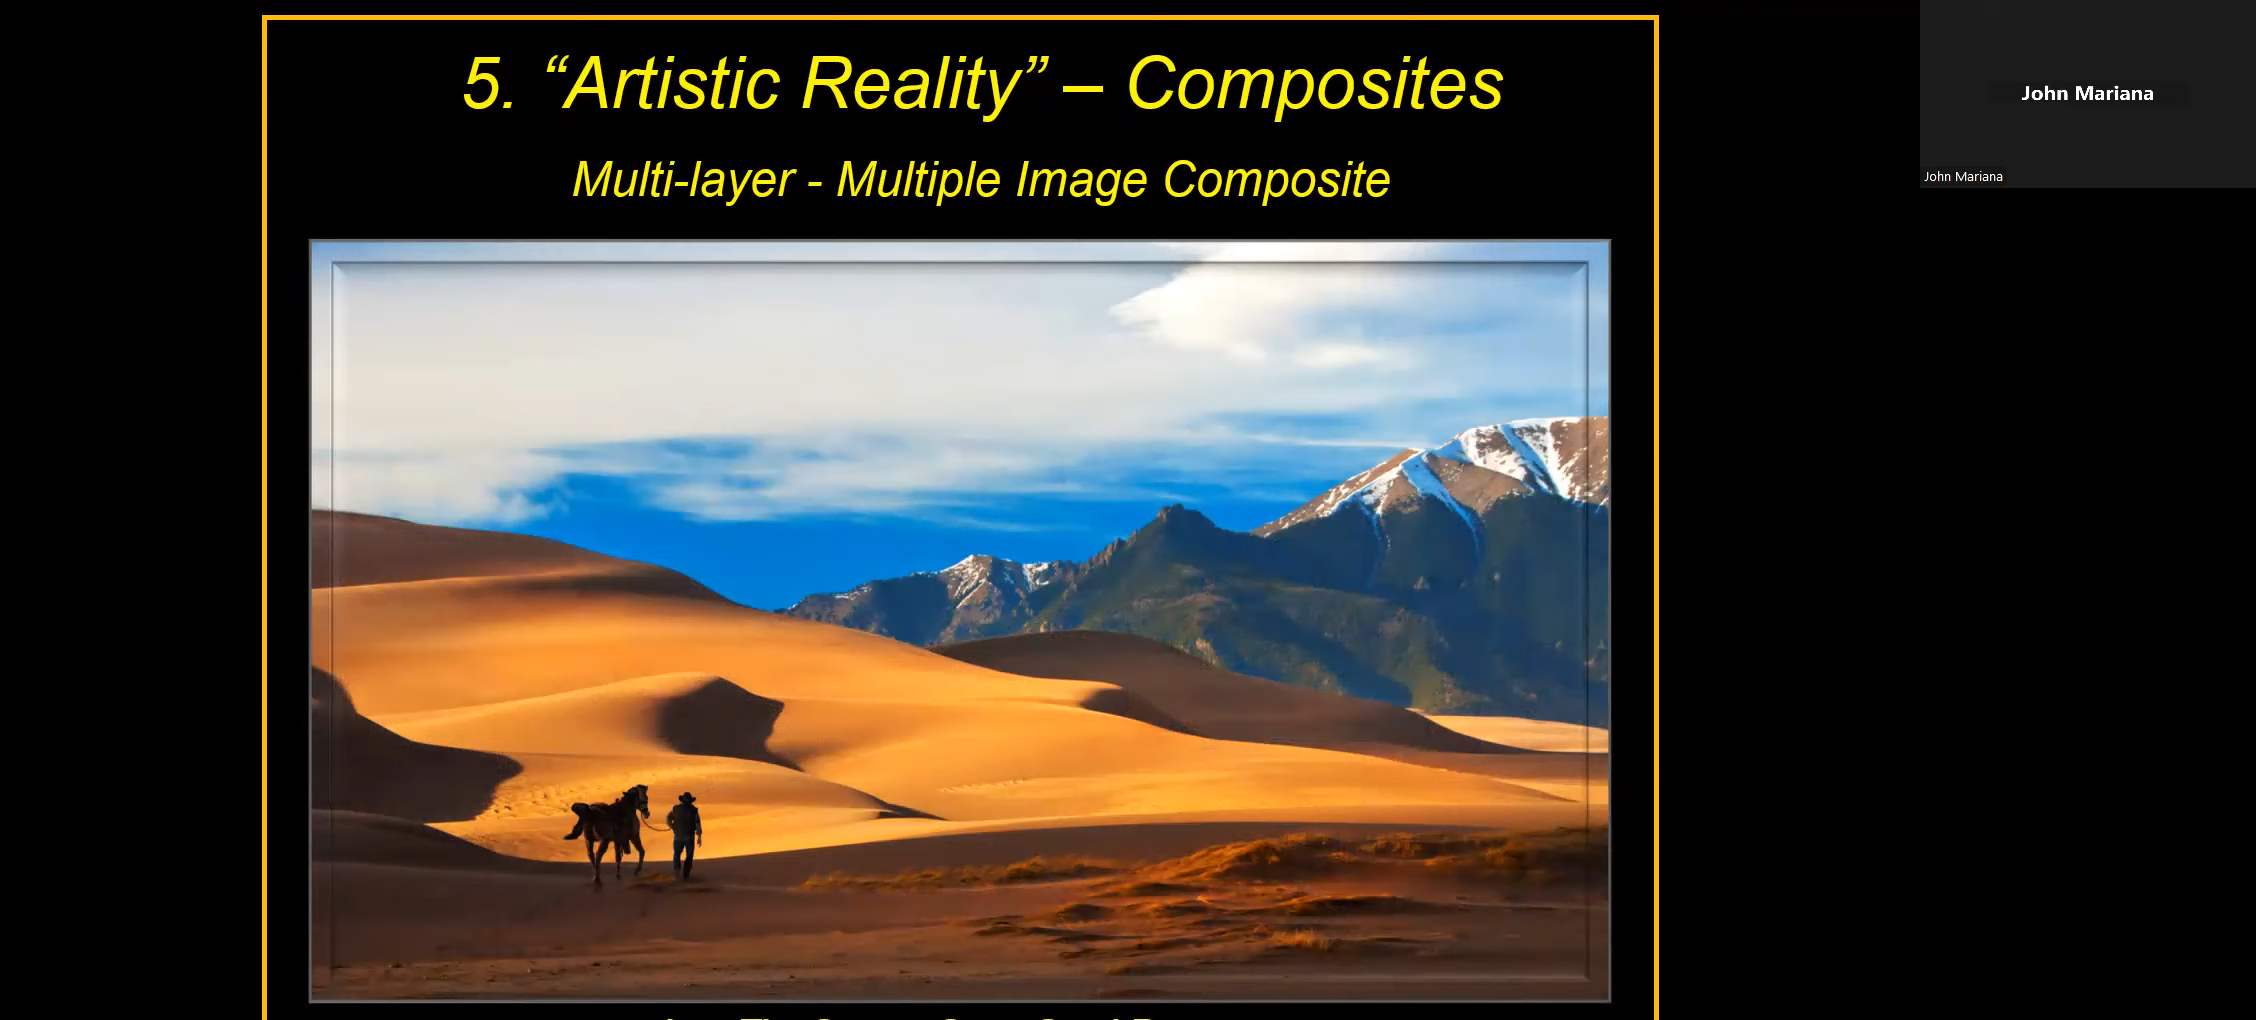 5. “Artistic Reality” – Composites
Multi-layer - Multiple Image Composite
John Mariana
John Mariana